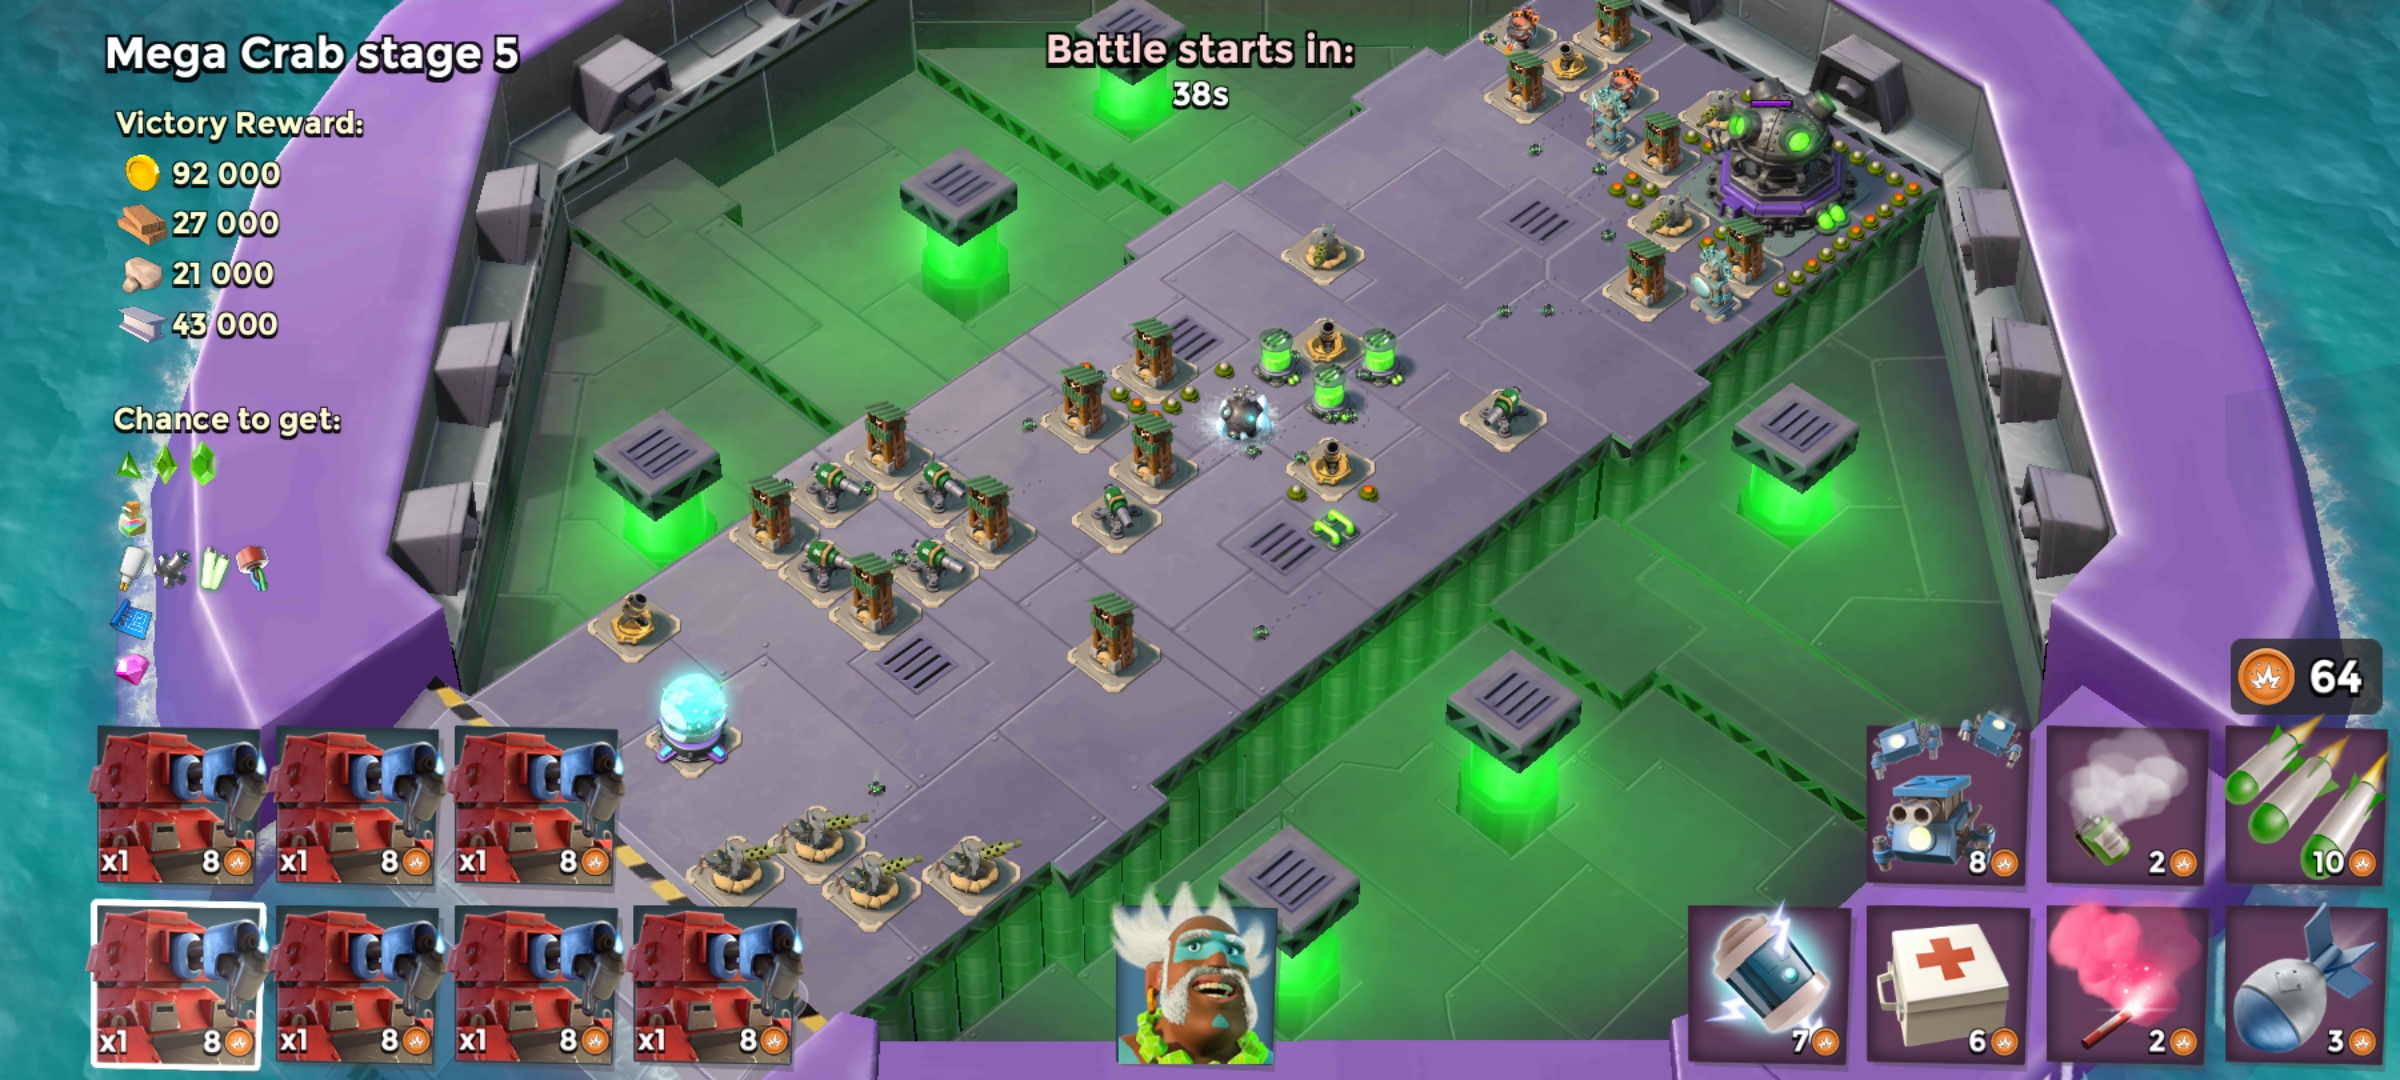 Mega Crab stage 5
Battle starts in:
38s
Victory Reward:
92 000
27 000
21 000
43 000
Chance to get:
64
x1 8
x1 8
x1 8
8
2
10
x1 8
x1 8
x1 8
x1 8
7
6
2
3